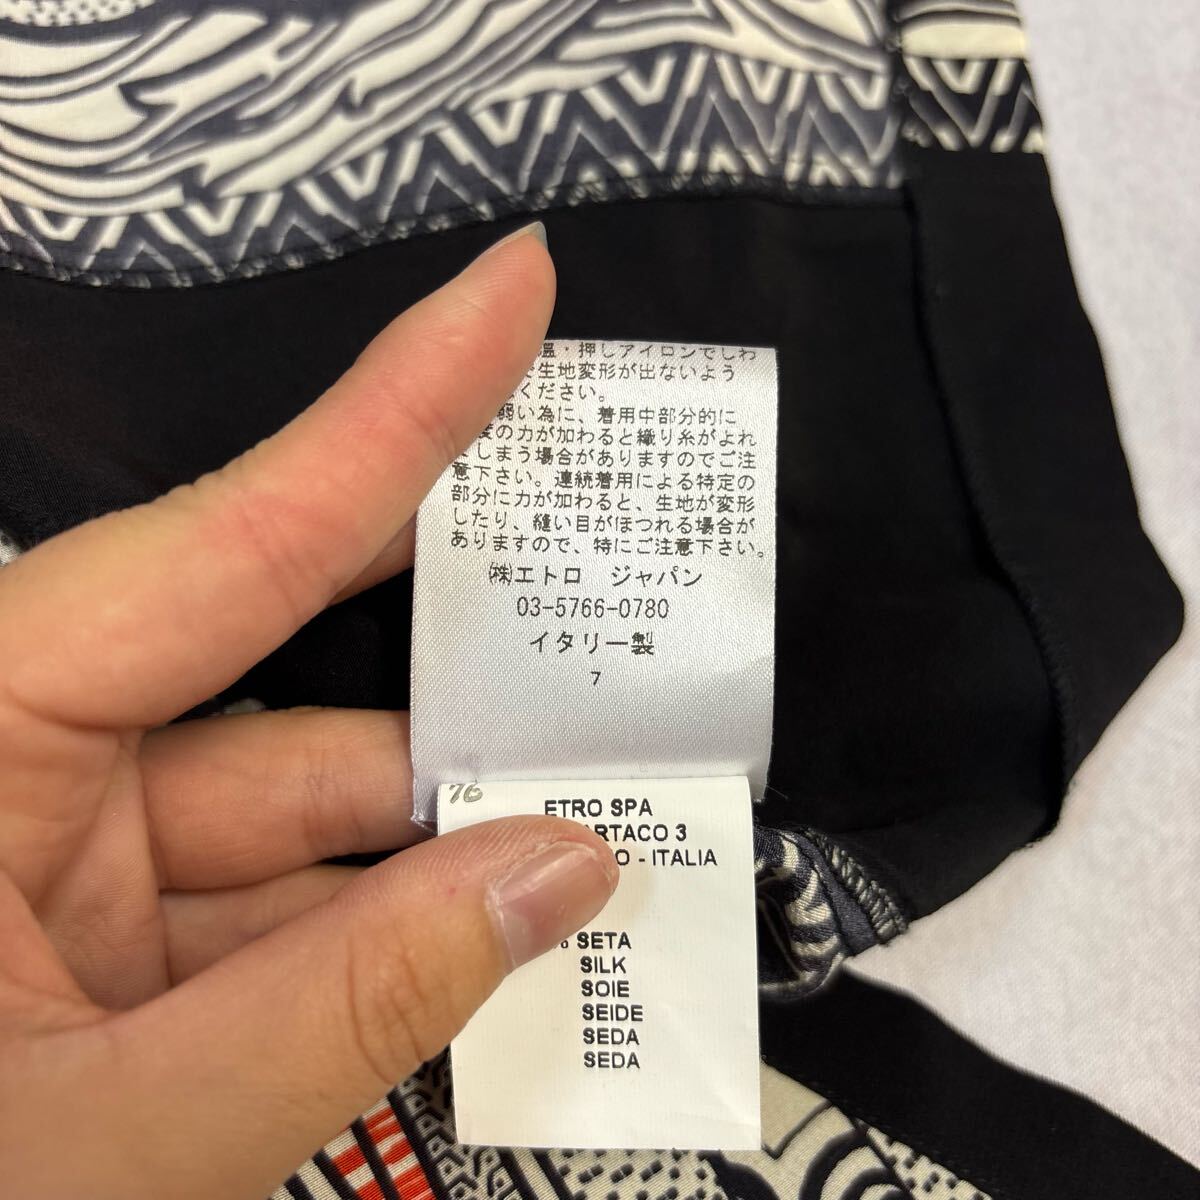 温・押しアイロンでしわ
生地変形が出ないよう
ください。
弱い為に、着用中部分的に
の力が加わると織り糸がよれ
しまう場合がありますのでご注
意下さい。連続着用による特定の
部分に力が加わると、生地が変形
したり、縫い目がほつれる場合が
ありますので、特にご注意下さい。
㈱エトロ ジャパン
03-5766-0780
イタリー製
7
76
ETRO SPA
ARTACO 3
O - ITALIA
% SETA
SILK
SOIE
SEIDE
SEDA
SEDA